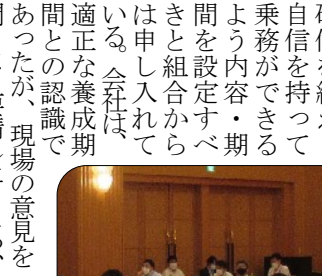 自信を持って
乗務ができる
よう内容・期
間を設定すべ
きと組合から
は申し入れて
いる。会社は、
適正な養成期
間との認識で
あったが、現場の意見を